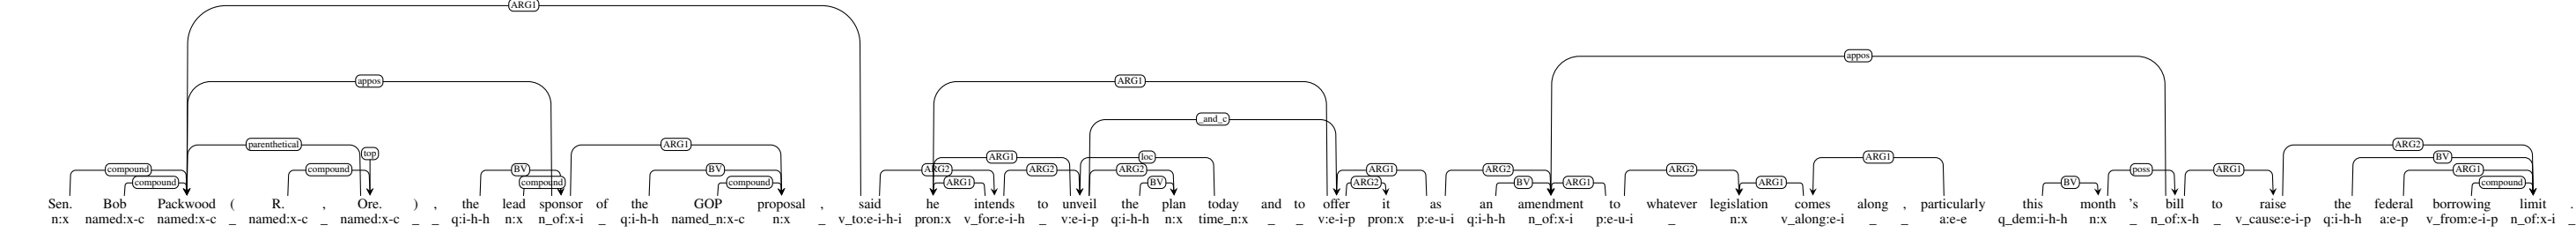 ARG1
appos
appos
ARG1
_and_c
parenthetical top ARG1 ARG2
ARG1 loc ARG1 BV
compound compound BV BV ARG2 ARG2 ARG2 ARG1 ARG2 ARG2 BV poss ARG1 ARG1
compound compound compound ARG1 BV ARG2 BV ARG1 ARG1 compound
Sen. Bob Packwood ( R. , Ore. ) , the lead sponsor of the GOP proposal , said he intends to unveil the plan today and to offer it as an amendment to whatever legislation comes along , particularly this month 's bill to raise the federal borrowing limit .
n:x named:x-c named:x-c _ named:x-c _ named:x-c _ _ q:i-h-h n:x n_of:x-i _ q:i-h-h named_n:x-c n:x _ v_to:e-i-h-i pron:x v_for:e-i-h _ v:e-i-p q:i-h-h n:x time_n:x _ _ v:e-i-p pron:x p:e-u-i q:i-h-h n_of:x-i p:e-u-i _ n:x v_along:e-i _ _ a:e-e q_dem:i-h-h n:x _ n_of:x-h _ v_cause:e-i-p q:i-h-h a:e-p v_from:e-i-p n_of:x-i _